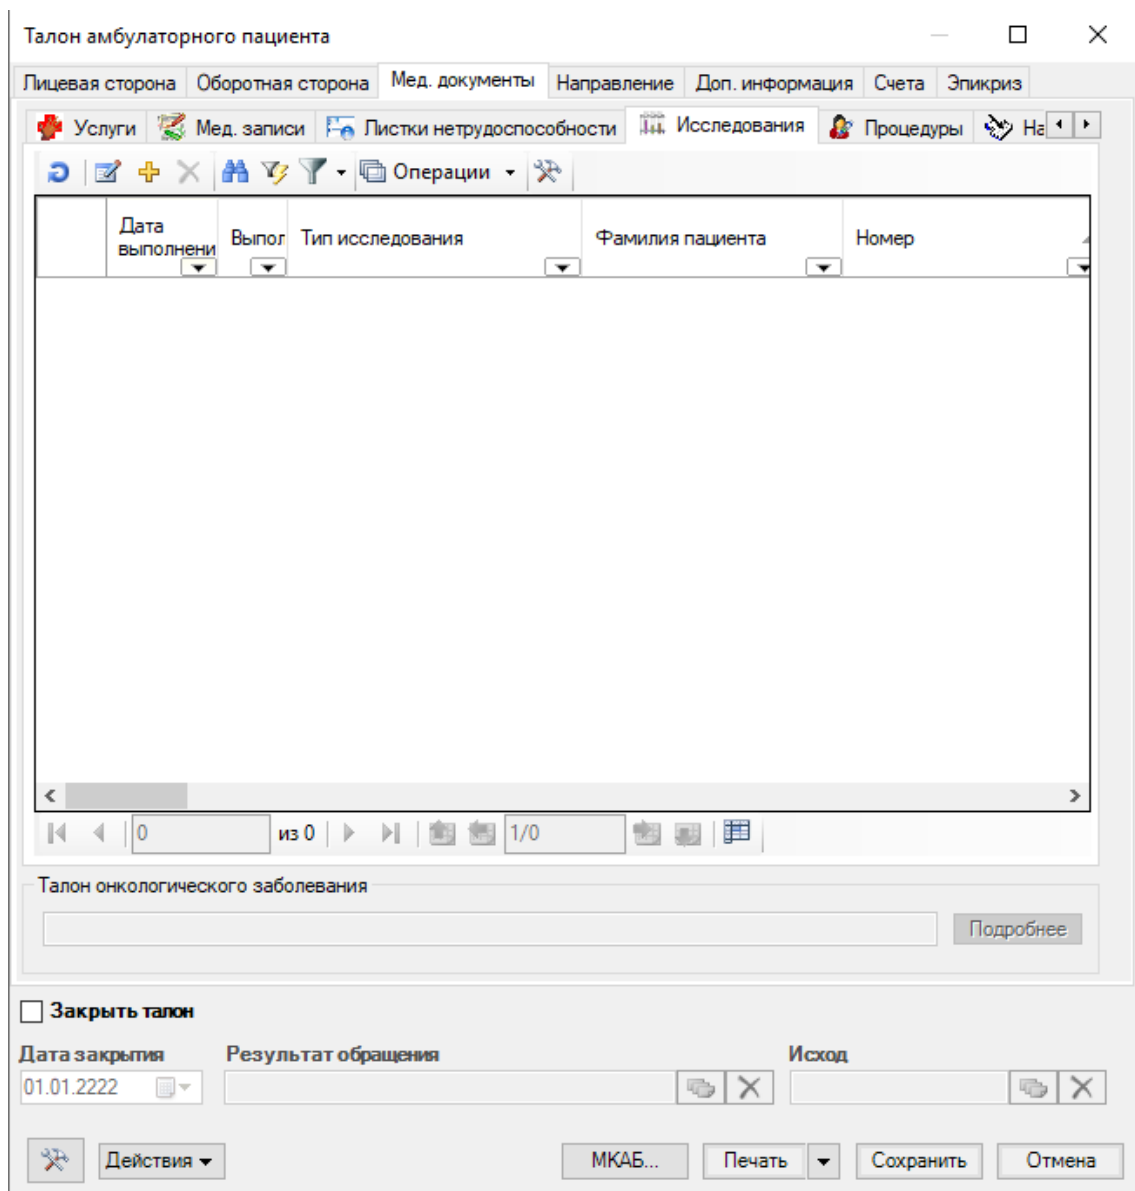 Талон амбулаторного пациента
Лицевая сторона Оборотная сторона Мед. документы Направление Доп. информация Счета Эпикриз
Услуги Мед. записи Листки нетрудоспособности Исследования Процедуры На
Операции
Дата выполнени Выпол Тип исследования Фамилия пациента Номер
0 из 0 1/0
Талон онкологического заболевания
Подробнее
Закрыть талон
Дата закрытия Результат обращения Исход
01.01.2222
Действия МКАБ... Печать Сохранить Отмена